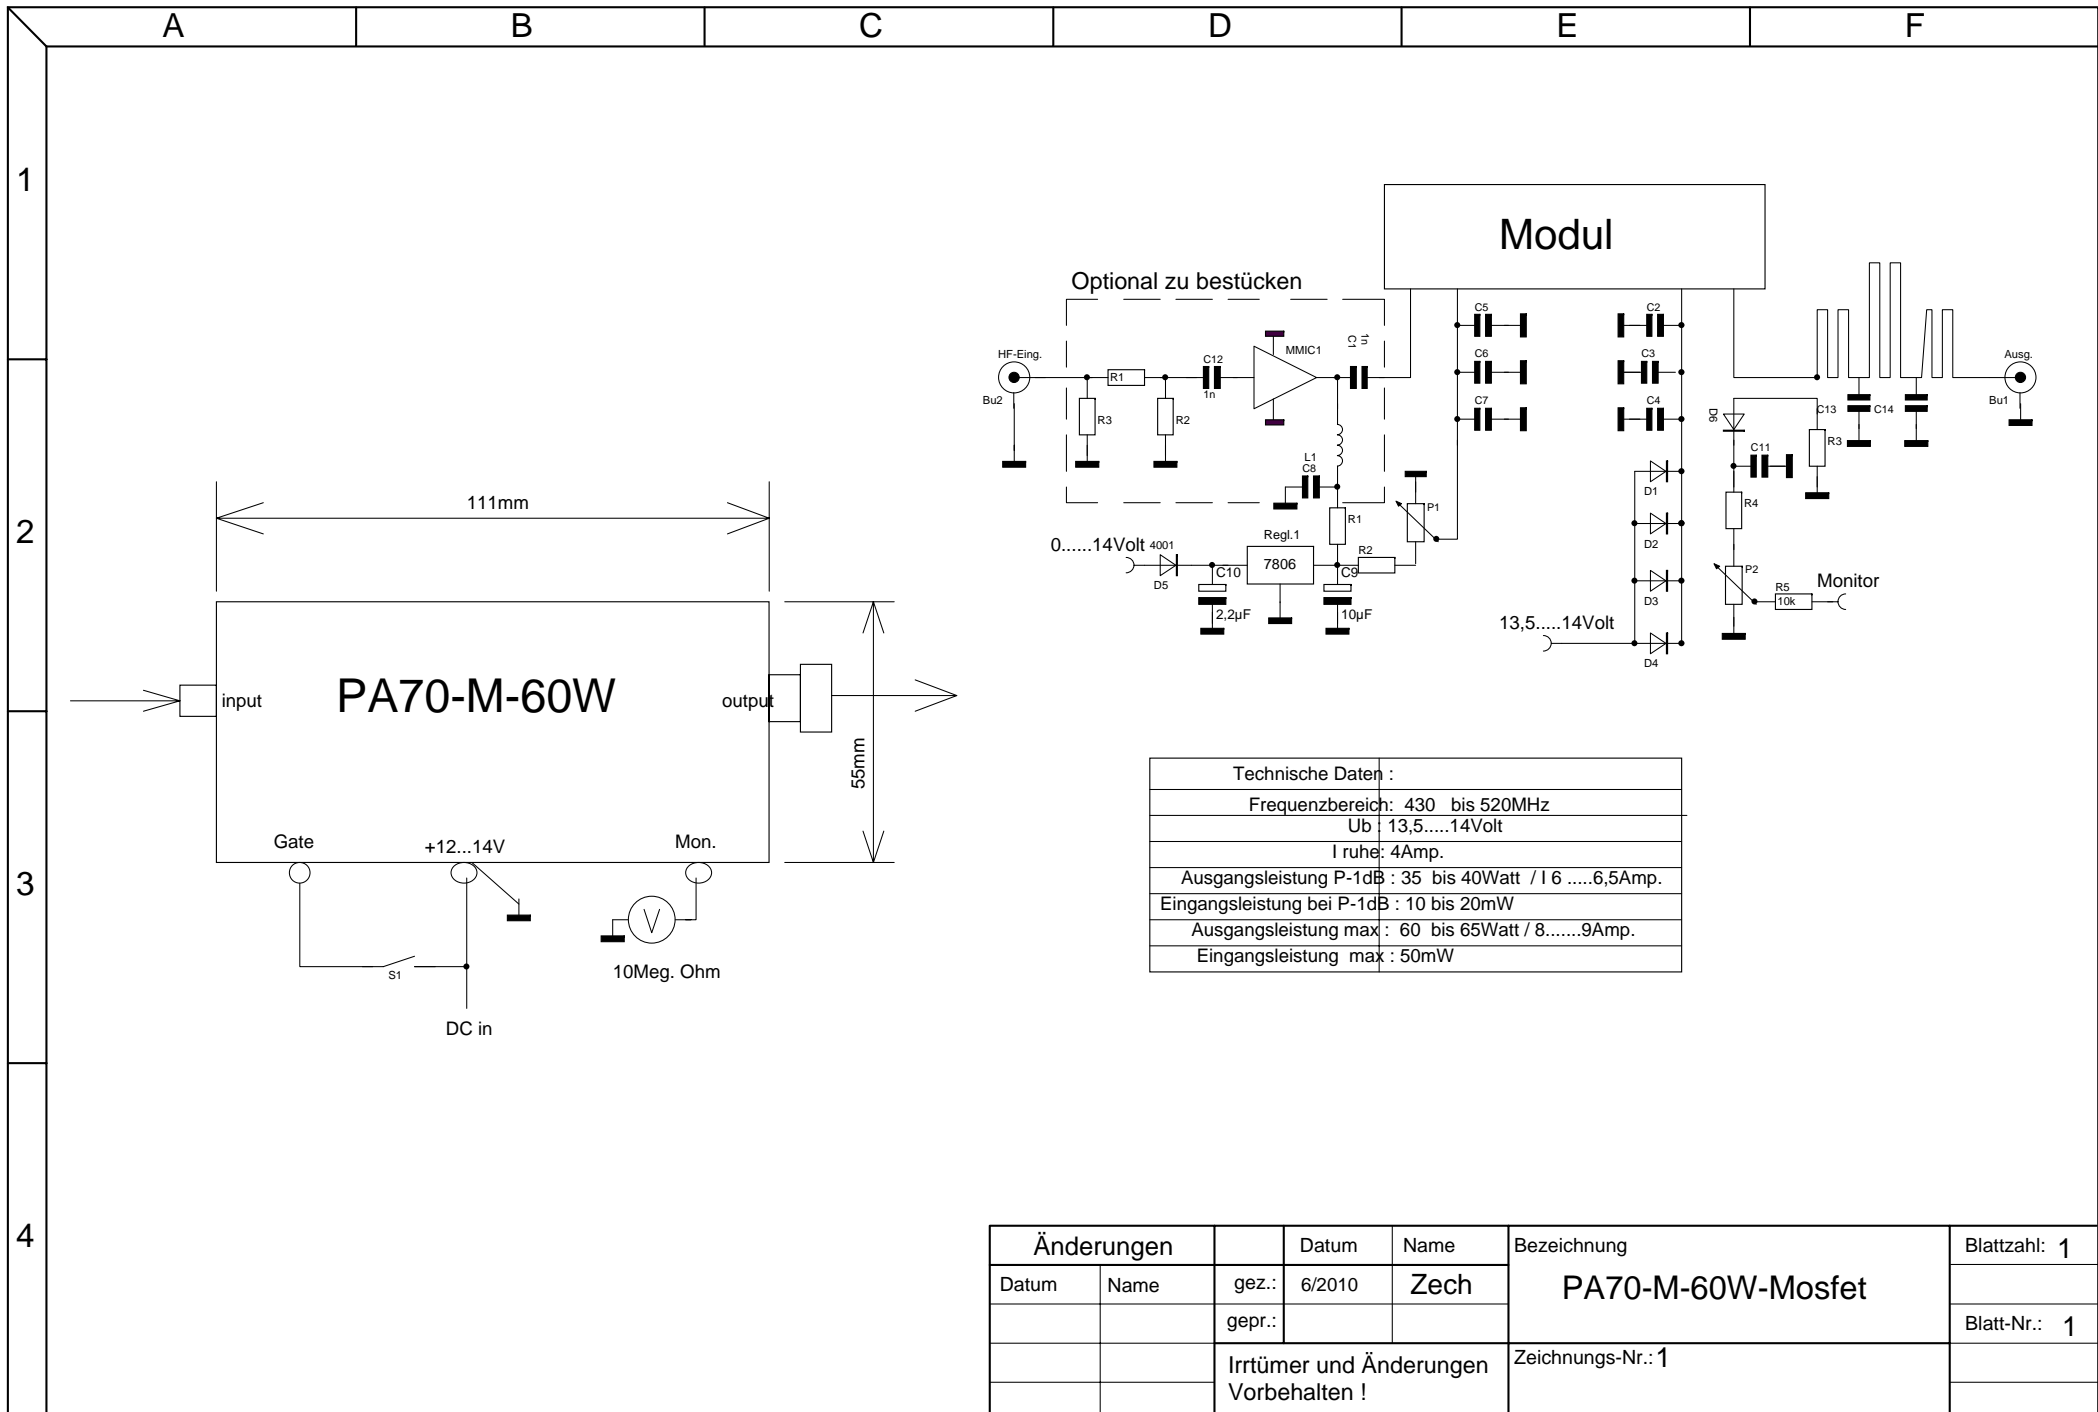 A B C D E F
1
2
3
4
Modul
Optional zu bestücken
HF-Eing.
Bu2
R1
R3
R2
C12
1n
MMIC1
C1
1n
L1
C8
R1
C5
C6
C7
C2
C3
C4
P1
0......14Volt
4001
D5
C10
2,2µF
Regl.1
7806
C9
10µF
R2
D1
D2
D3
D4
13,5.....14Volt
D6
C11
R3
R4
P2
R5
10k
Monitor
C13
C14
Ausg.
Bu1
111mm
55mm
input
PA70-M-60W
output
Gate
+12...14V
Mon.
S1
V
10Meg. Ohm
DC in
Technische Daten :
Frequenzbereich: 430 bis 520MHz
Ub : 13,5.....14Volt
I ruhe: 4Amp.
Ausgangsleistung P-1dB : 35 bis 40Watt / I 6 .....6,5Amp.
Eingangsleistung bei P-1dB : 10 bis 20mW
Ausgangsleistung max : 60 bis 65Watt / 8.......9Amp.
Eingangsleistung max : 50mW
Änderungen
Datum Name
Datum Name
gez.: 6/2010 Zech
gepr.:
Irrtümer und Änderungen
Vorbehalten !
Bezeichnung
PA70-M-60W-Mosfet
Zeichnungs-Nr.: 1
Blattzahl: 1
Blatt-Nr.: 1